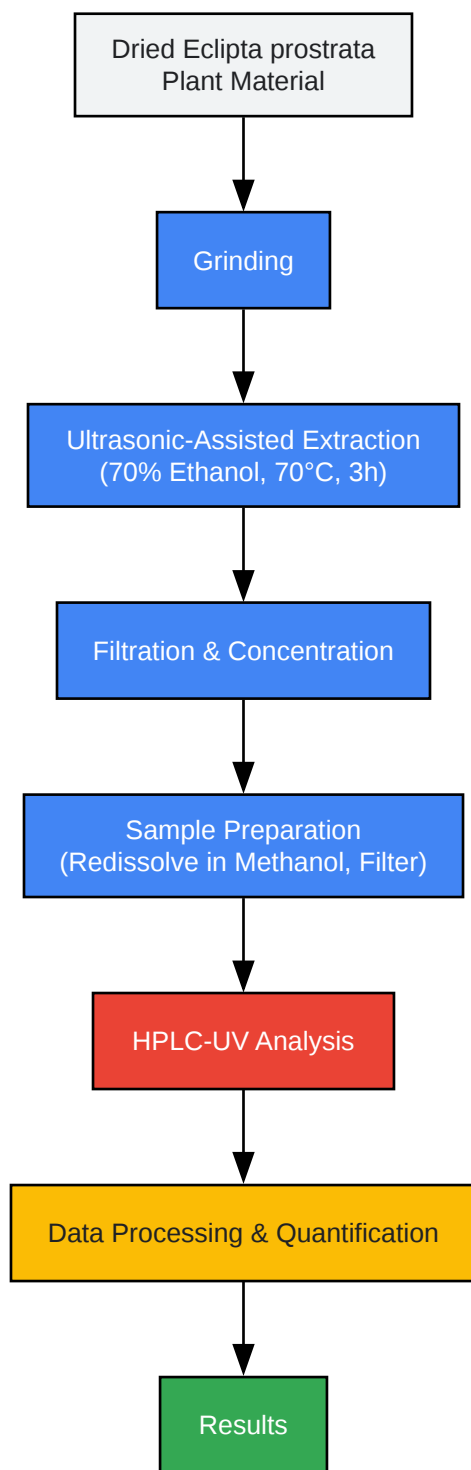 Dried Eclipta prostrata
Plant Material
Grinding
Ultrasonic-Assisted Extraction
(70% Ethanol, 70°C, 3h)
Filtration & Concentration
Sample Preparation
(Redissolve in Methanol, Filter)
HPLC-UV Analysis
Data Processing & Quantification
Results